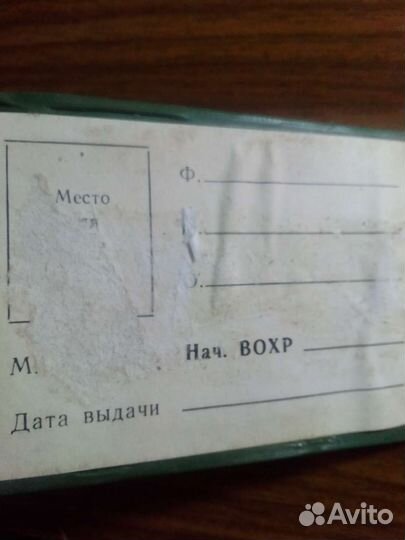 Место
Ф.
О.
М.
Нач. ВОХР
Дата выдачи
Avito